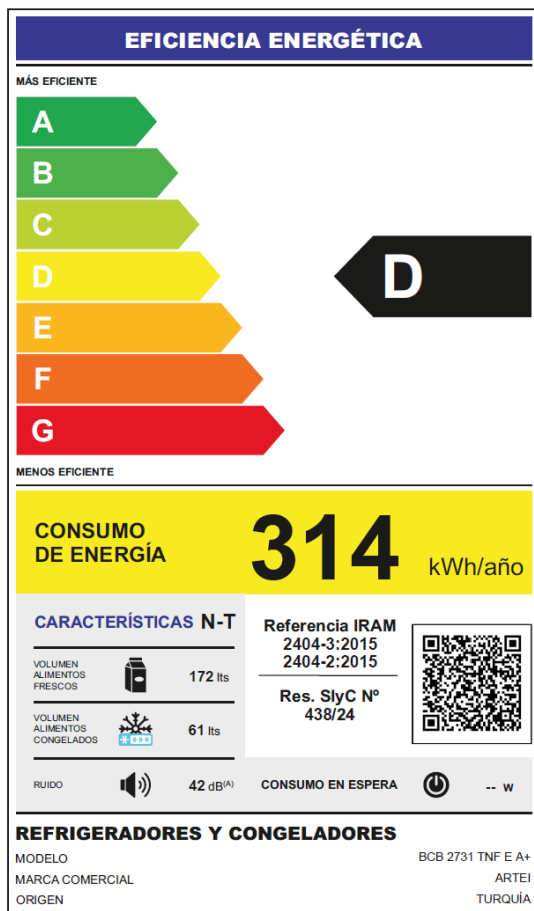 EFICIENCIA ENERGÉTICA
MÁS EFICIENTE
A
B
C
D
D
E
F
G
MENOS EFICIENTE
CONSUMO
DE ENERGÍA
314 kWh/año
CARACTERÍSTICAS N-T
VOLUMEN
ALIMENTOS
FRESCOS
172 lts
VOLUMEN
ALIMENTOS
CONGELADOS
61 lts
RUIDO
42 dB(A)
Referencia IRAM
2404-3:2015
2404-2:2015
Res. SIyC Nº
438/24
CONSUMO EN ESPERA -- W
REFRIGERADORES Y CONGELADORES
MODELO BCB 2731 TNF E A+
MARCA COMERCIAL ARTEI
ORIGEN TURQUÍA